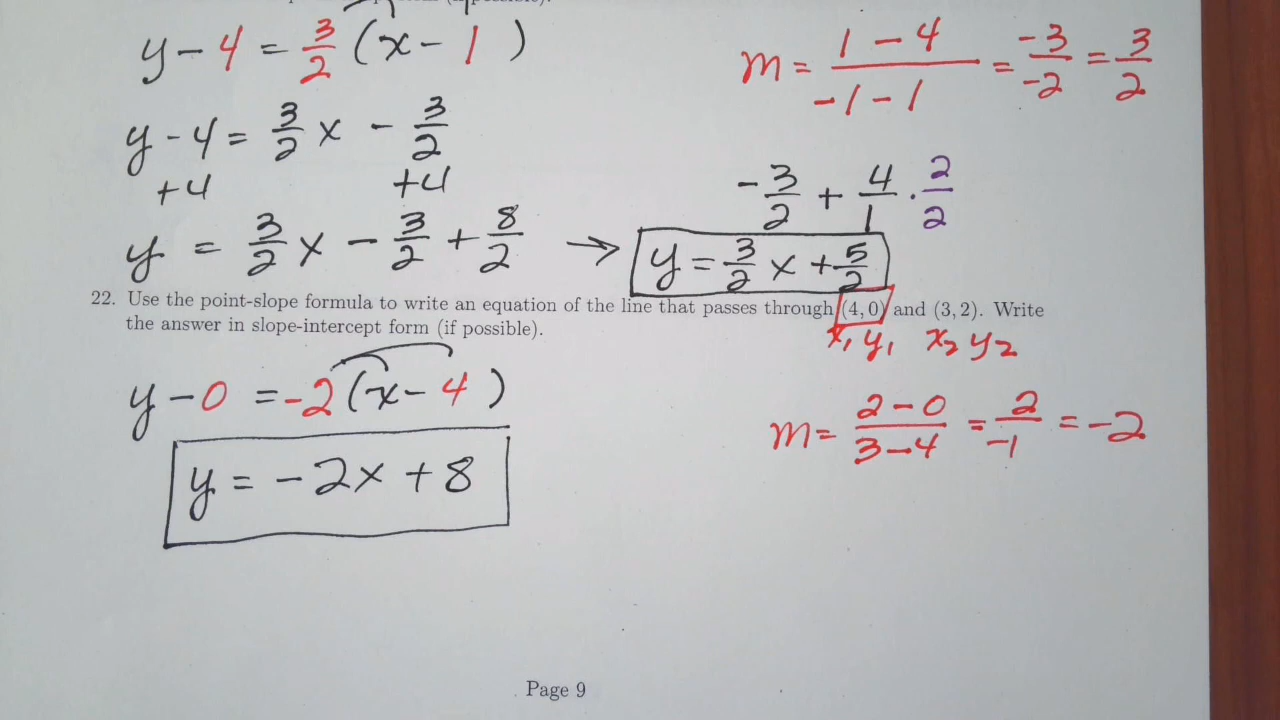 y - 4 = 3/2 (x - 1)
m = (1 - 4)/(-1 - 1) = -3/-2 = 3/2
y - 4 = 3/2 x - 3/2
+4 +4
-3/2 + 4/1 · 2/2
y = 3/2 x - 3/2 + 8/2 → y = 3/2 x + 5/2
22. Use the point-slope formula to write an equation of the line that passes through (4, 0) and (3, 2). Write
the answer in slope-intercept form (if possible).
x₁ y₁ x₂ y₂
y - 0 = -2(x - 4)
m = (2 - 0)/(3 - 4) = 2/-1 = -2
y = -2x + 8
Page 9